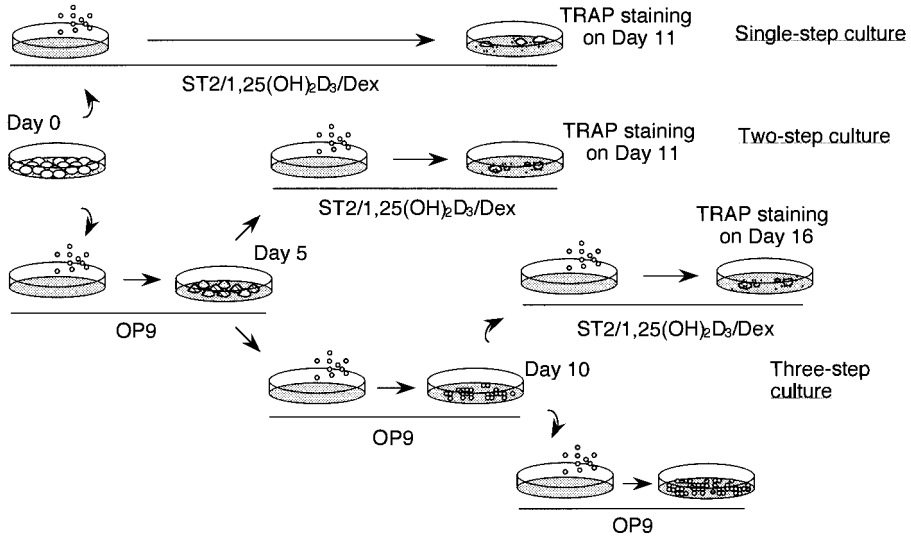 TRAP staining
on Day 11
Single-step culture
ST2/1,25(OH)₂D₃/Dex
Day 0
TRAP staining
on Day 11
Two-step culture
ST2/1,25(OH)₂D₃/Dex
Day 5
OP9
TRAP staining
on Day 16
ST2/1,25(OH)₂D₃/Dex
Day 10
Three-step
culture
OP9
OP9